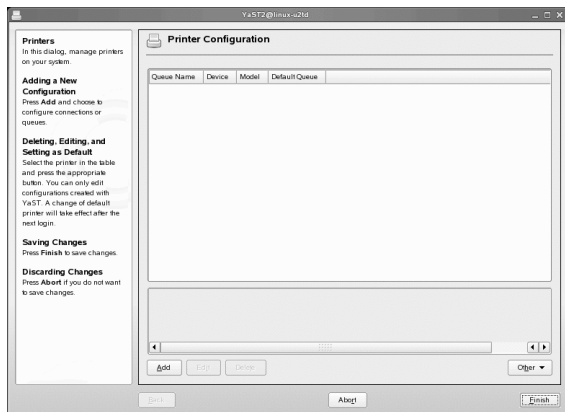 YaST2@linux-u2td
Printers
In this dialog, manage printers
on your system.
Adding a New
Configuration
Press Add and choose to
configure connections or
queues.
Deleting, Editing, and
Setting as Default
Select the printer in the table
and press the appropriate
button. You can only edit
configurations created with
YaST. A change of default
printer will take effect after the
next login.
Saving Changes
Press Finish to save changes.
Discarding Changes
Press Abort if you do not want
to save changes.
Printer Configuration
Queue Name Device Model Default Queue
Add Edit Delete Other
Back Abort Finish